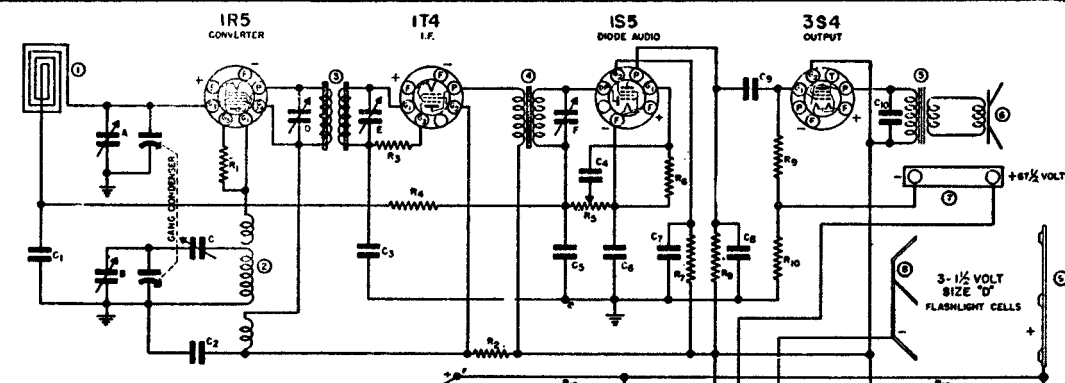 1R5
CONVERTER
1T4
I.F.
1S5
DIODE AUDIO
3S4
OUTPUT
1
3
4
5
6
7
2
8
A
D
E
F
C9
C10
R1
R3
C4
R4
R5
R6
R9
- + 67½ VOLT
GANG CONDENSER
C1
B
C
C3
C5
C6
C7
R7
R8
C8
R10
3 - 1½ VOLT
SIZE "D"
FLASHLIGHT CELLS
C2
R2